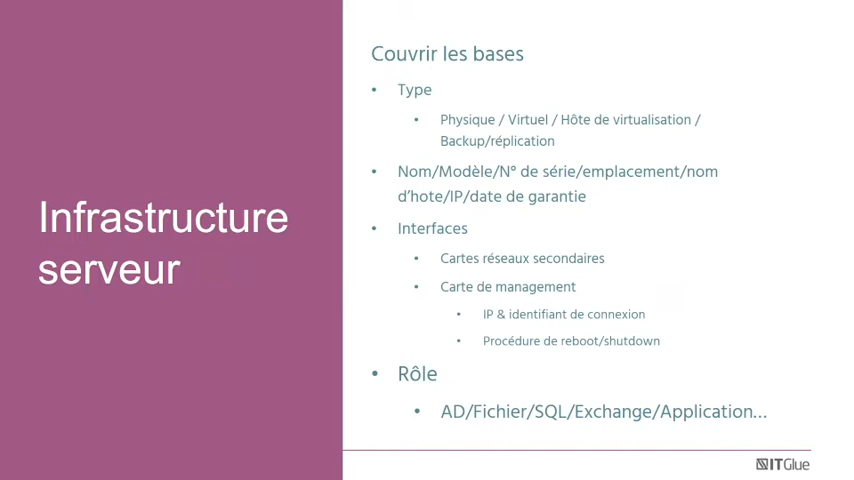 Infrastructure
serveur
Couvrir les bases
• Type
• Physique / Virtuel / Hôte de virtualisation /
Backup/réplication
• Nom/Modèle/N° de série/emplacement/nom
d'hote/IP/date de garantie
• Interfaces
• Cartes réseaux secondaires
• Carte de management
• IP & identifiant de connexion
• Procédure de reboot/shutdown
• Rôle
• AD/Fichier/SQL/Exchange/Application...
ITGlue